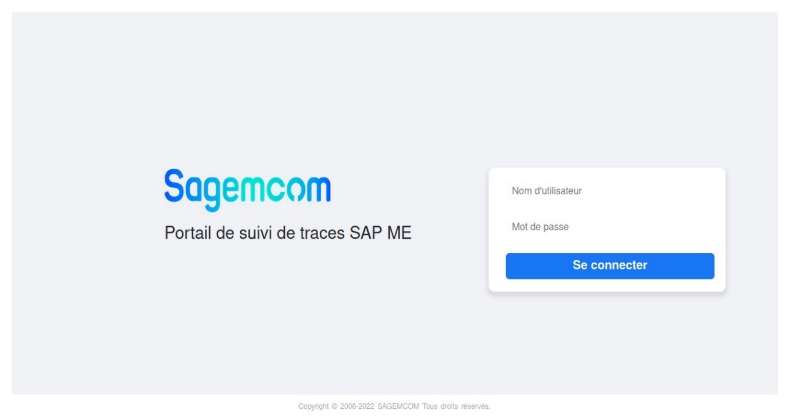 Sagemcom
Portail de suivi de traces SAP ME
Nom d'utilisateur
Mot de passe
Se connecter
Copyright © 2008-2022 SAGEMCOM Tous droits réservés.